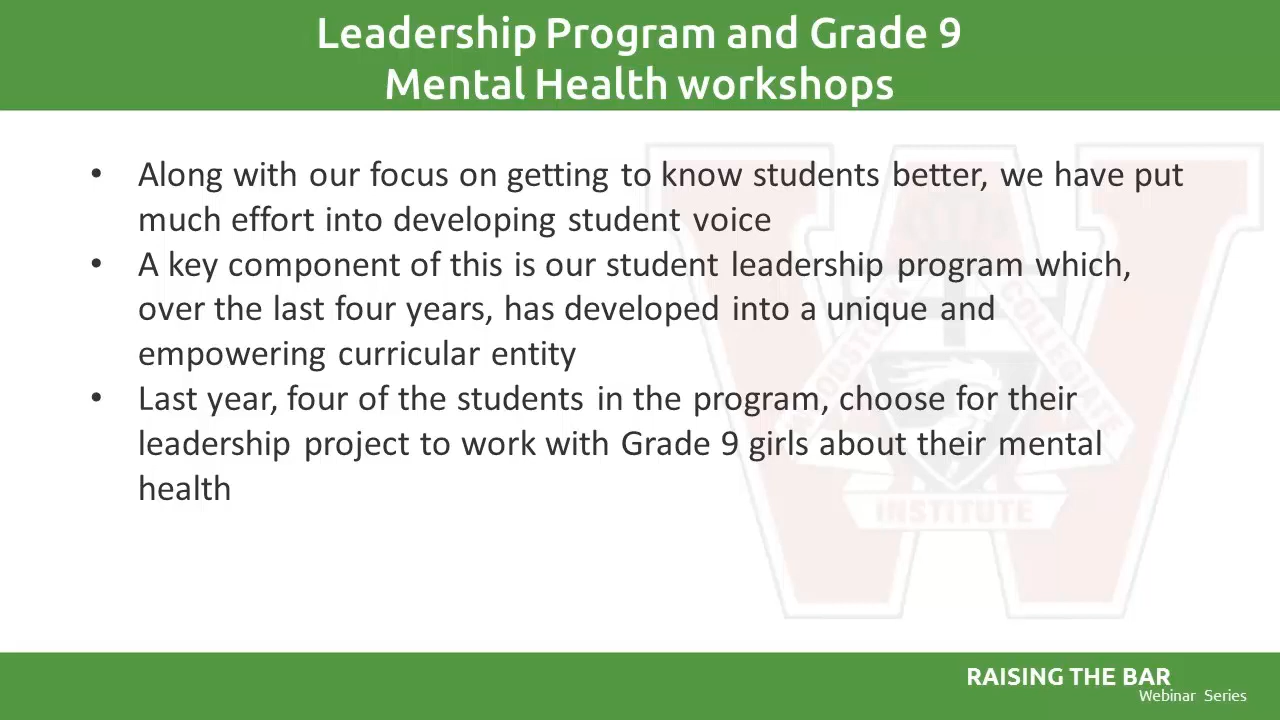 Leadership Program and Grade 9
Mental Health workshops
• Along with our focus on getting to know students better, we have put
much effort into developing student voice
• A key component of this is our student leadership program which,
over the last four years, has developed into a unique and
empowering curricular entity
• Last year, four of the students in the program, choose for their
leadership project to work with Grade 9 girls about their mental
health
COLLEGIATE
INSTITUTE
RAISING THE BAR
Webinar Series